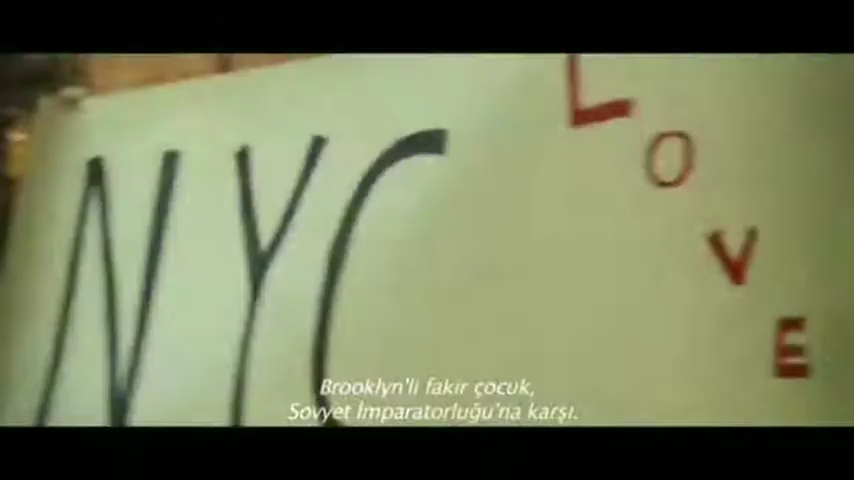 NYC
LOVE
Brooklyn'li fakir çocuk,
Sovyet İmparatorluğu'na karşı.